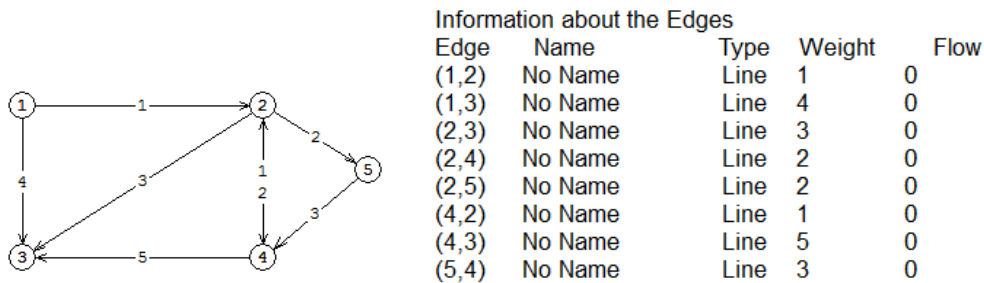 Information about the Edges
Edge Name Type Weight Flow
(1,2) No Name Line 1 0
(1,3) No Name Line 4 0
(2,3) No Name Line 3 0
(2,4) No Name Line 2 0
(2,5) No Name Line 2 0
(4,2) No Name Line 1 0
(4,3) No Name Line 5 0
(5,4) No Name Line 3 0
1 1 2
2
5
4 3 1
2
3
3 5 4